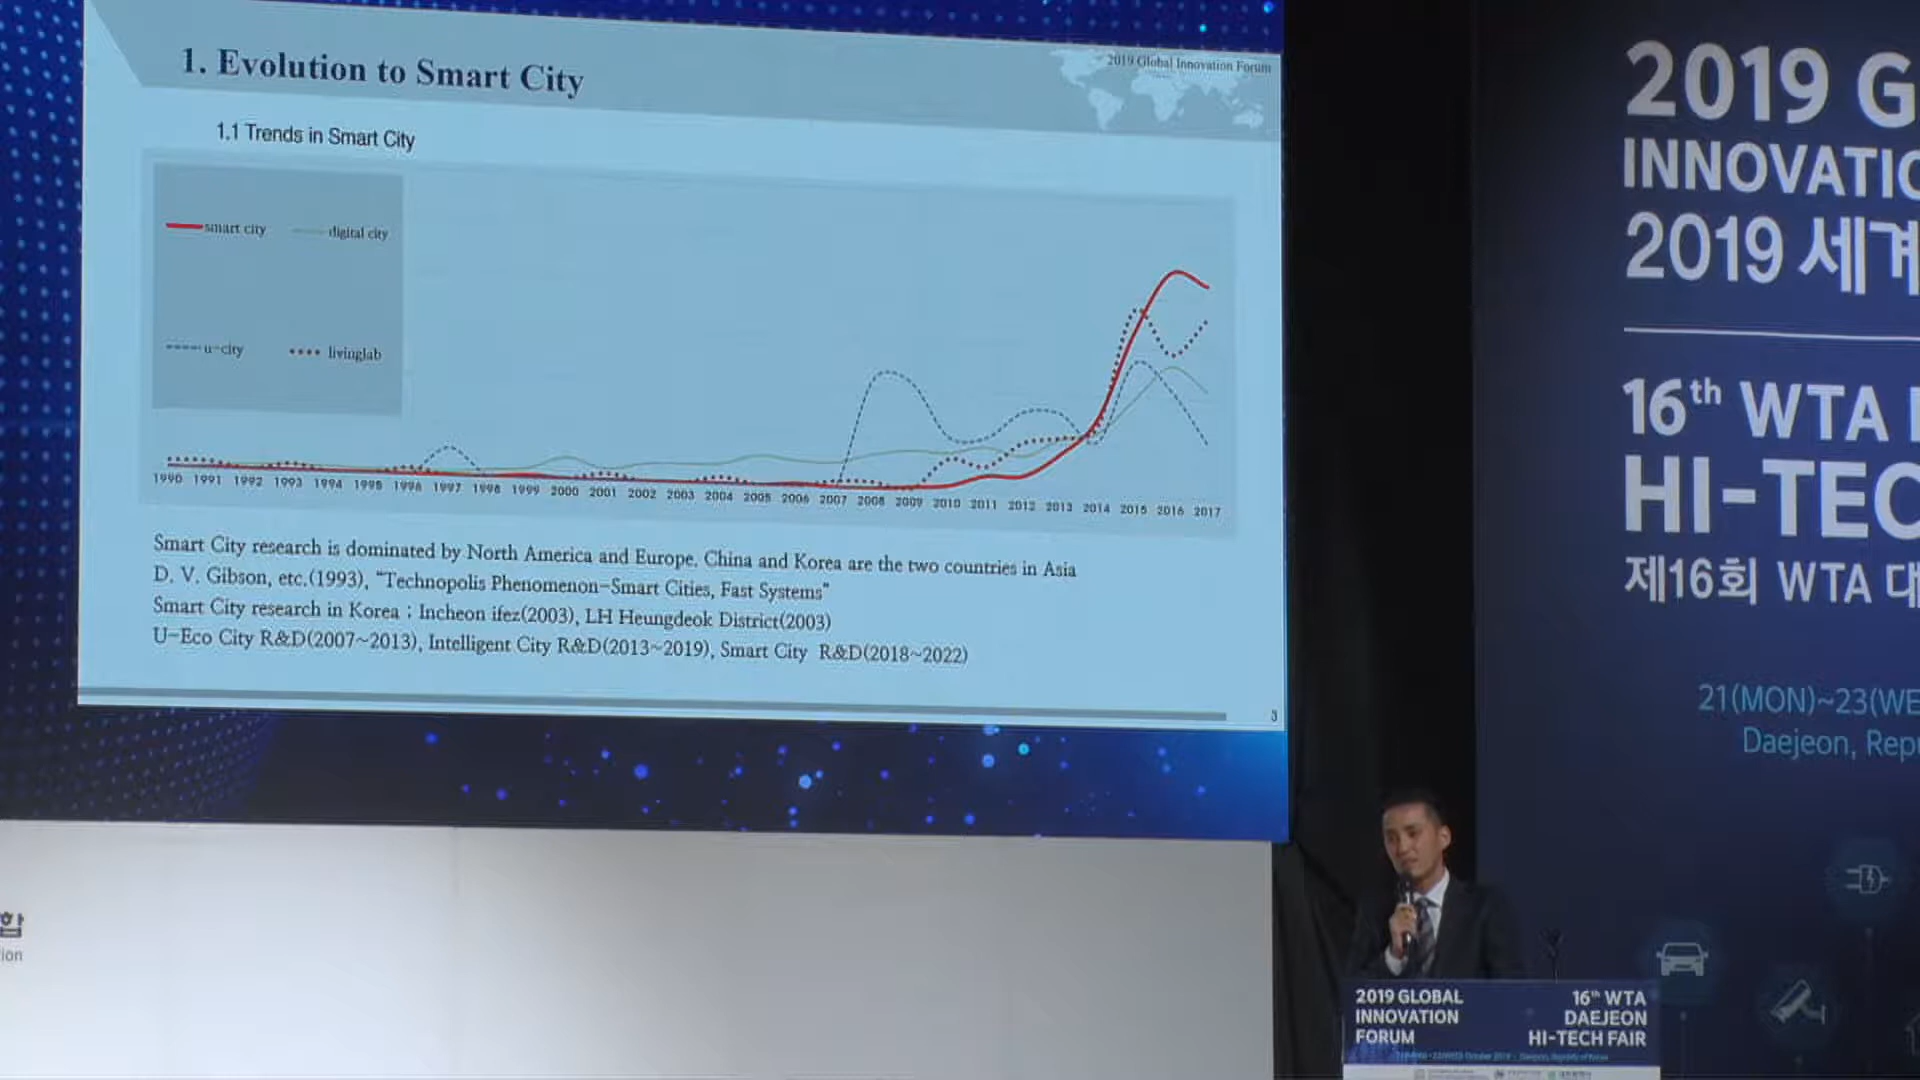 1. Evolution to Smart City
2019 Global Innovation Forum
1.1 Trends in Smart City
smart city
digital city
u-city
livinglab
1990 1991 1992 1993 1994 1995 1996 1997 1998 1999 2000 2001 2002 2003 2004 2005 2006 2007 2008 2009 2010 2011 2012 2013 2014 2015 2016 2017
Smart City research is dominated by North America and Europe. China and Korea are the two countries in Asia
D. V. Gibson, etc.(1993), “Technopolis Phenomenon-Smart Cities, Fast Systems”
Smart City research in Korea : Incheon ifez(2003), LH Heungdeok District(2003)
U-Eco City R&D(2007~2013), Intelligent City R&D(2013~2019), Smart City R&D(2018~2022)
3
2019 G
INNOVATIO
2019 세계
16th WTA
HI-TEC
제16회 WTA 대
21(MON)~23(WE
Daejeon, Repu
합
ion
2019 GLOBAL
INNOVATION
FORUM
16th WTA
DAEJEON
HI-TECH FAIR